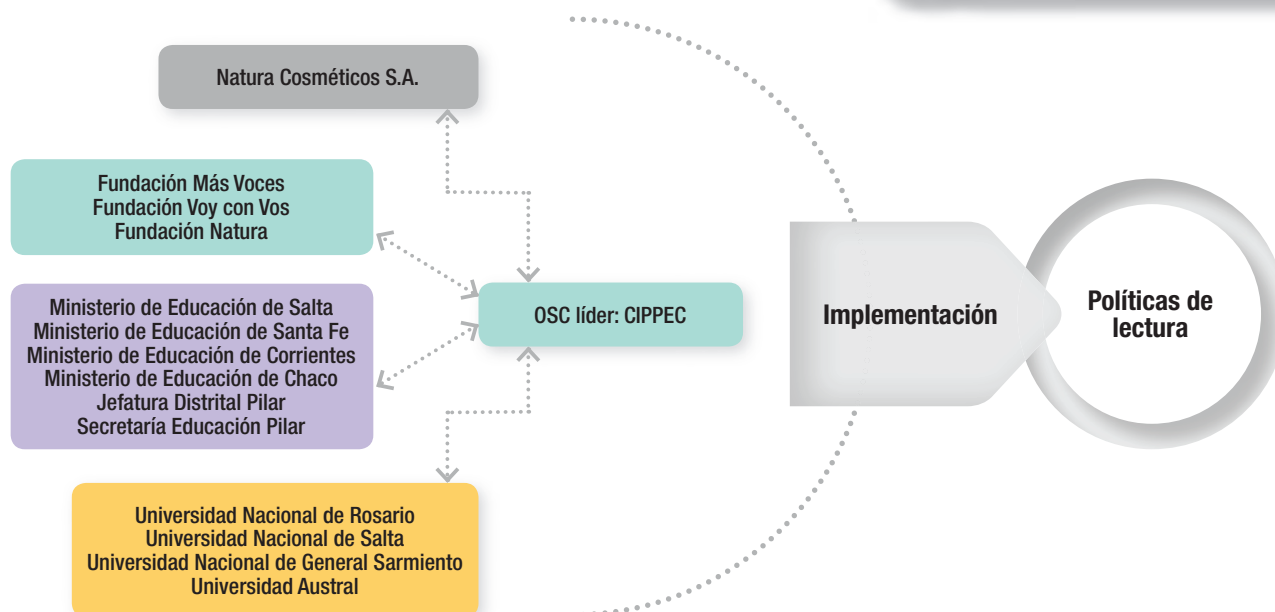 Natura Cosméticos S.A.
Fundación Más Voces
Fundación Voy con Vos
Fundación Natura
Ministerio de Educación de Salta
Ministerio de Educación de Santa Fe
Ministerio de Educación de Corrientes
Ministerio de Educación de Chaco
Jefatura Distrital Pilar
Secretaría Educación Pilar
OSC líder: CIPPEC
Universidad Nacional de Rosario
Universidad Nacional de Salta
Universidad Nacional de General Sarmiento
Universidad Austral
Implementación
Políticas de
lectura